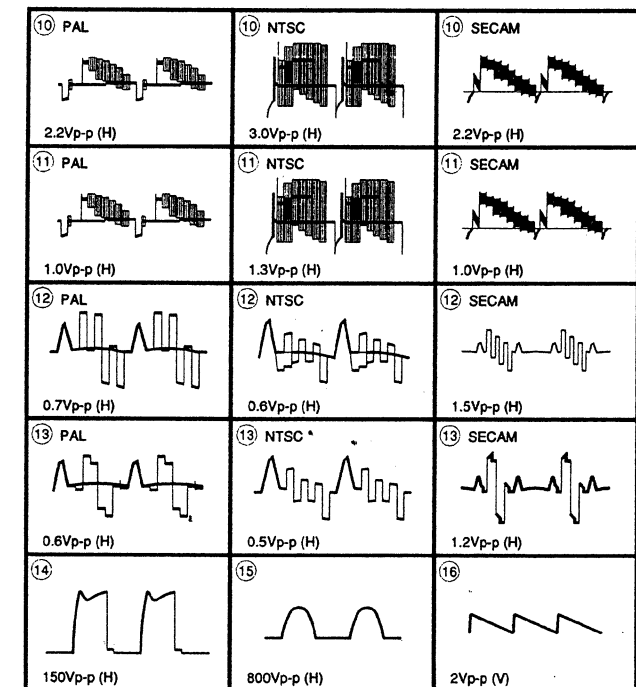 ⑩ PAL
⑩ NTSC
⑩ SECAM
2.2Vp-p (H)
3.0Vp-p (H)
2.2Vp-p (H)
⑪ PAL
⑪ NTSC
⑪ SECAM
1.0Vp-p (H)
1.3Vp-p (H)
1.0Vp-p (H)
⑫ PAL
⑫ NTSC
⑫ SECAM
0.7Vp-p (H)
0.6Vp-p (H)
1.5Vp-p (H)
⑬ PAL
⑬ NTSC
⑬ SECAM
0.6Vp-p (H)
0.5Vp-p (H)
1.2Vp-p (H)
⑭
⑮
⑯
150Vp-p (H)
800Vp-p (H)
2Vp-p (V)